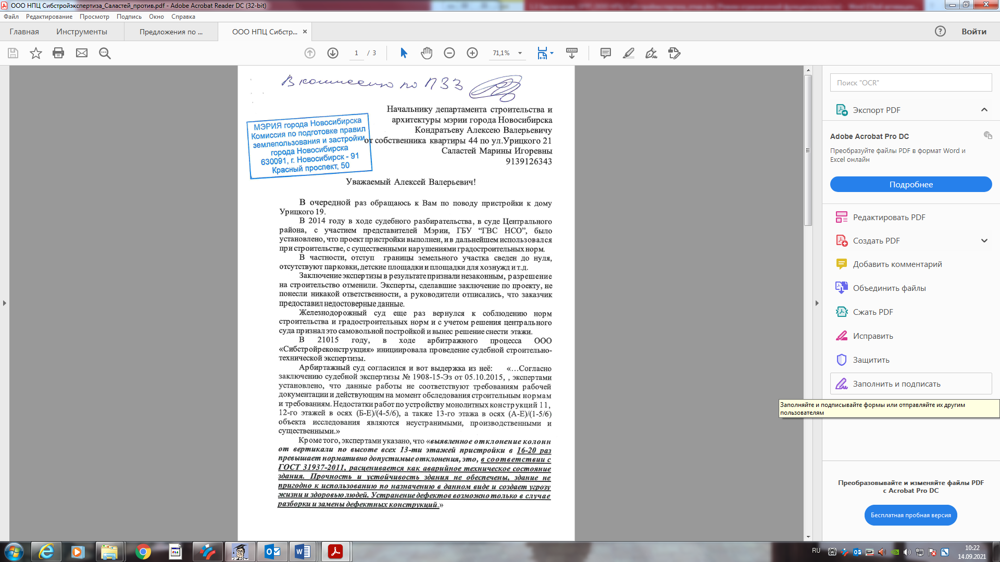 ООО НПЦ Сибстройэкспертиза_Саластей_против.pdf - Adobe Acrobat Reader DC (32-bit)
Файл Редактирование Просмотр Подпись Окно Справка
Главная Инструменты Предложения по ... ООО НПЦ Сибстр... Войти
1 / 3 71,1%
В комиссию по ПЗЗ
МЭРИЯ города Новосибирска
Комиссия по подготовке правил
землепользования и застройки
города Новосибирска
630091, г. Новосибирск - 91
Красный проспект, 50
Начальнику департамента строительства и
архитектуры мэрии города Новосибирска
Кондратьеву Алексею Валерьевичу
от собственника квартиры 44 по ул.Урицкого 21
Саластей Марины Игоревны
9139126343
Уважаемый Алексей Валерьевич!
В очередной раз обращаюсь к Вам по поводу пристройки к дому
Урицкого 19.
В 2014 году в ходе судебного разбирательства, в суде Центрального
района, с участием представителей Мэрии, ГБУ “ГВС НСО”, было
установлено, что проект пристройки выполнен, и в дальнейшем использовался
при строительстве, с существенными нарушениями градостроительных норм.
В частности, отступ границы земельного участка сведен до нуля,
отсутствуют парковки, детские площадки и площадки для хознужд и т.д.
Заключение экспертизы в результате признали незаконным, разрешение
на строительство отменили. Эксперты, сделавшие заключение по проекту, не
понесли никакой ответственности, а руководители отписались, что заказчик
предоставил недостоверные данные.
Железнодорожный суд еще раз вернулся к соблюдению норм
строительства и градостроительных норм и с учетом решения центрального
суда признал это самовольной постройкой и вынес решение снести этажи.
В 21015 году, в ходе арбитражного процесса ООО
«Сибстройреконструкция» инициировала проведение судебной строительно-
технической экспертизы.
Арбиртажный суд согласился и вот выдержка из неё: «…Согласно
заключению судебной экспертизы № 1908-15-Эз от 05.10.2015, , экспертами
установлено, что данные работы не соответствуют требованиям рабочей
документации и действующим на момент обследования строительным нормам
и требованиям. Недостатки работ по устройству монолитных конструкций 11,
12-го этажей в осях (Б-Е)/(4-5/6), а также 13-го этажа в осях (А-Е)/(1-5/6)
объекта исследования являются неустранимыми, производственными и
существенными.»
Кроме того, экспертами указано, что «выявленное отклонение колонн
от вертикали по высоте всех 13-ти этажей пристройки в 16-20 раз
превышает нормативно допустимые отклонения, это, в соответствии с
ГОСТ 31937-2011, расценивается как аварийное техническое состояние
здания. Прочность и устойчивость здания не обеспечены, здание не
пригодно к использованию по назначению в данном виде и создает угрозу
жизни и здоровью людей. Устранение дефектов возможно только в случае
разборки и замены дефектных конструкций.»
Поиск "OCR"
Экспорт PDF
Adobe Acrobat Pro DC
Преобразуйте файлы PDF в формат Word и
Excel онлайн
Подробнее
Редактировать PDF
Создать PDF
Добавить комментарий
Объединить файлы
Сжать PDF
Исправить
Защитить
Заполнить и подписать
Заполняйте и подписывайте формы или отправляйте их другим
пользователям
Преобразовывайте и изменяйте файлы PDF
с Acrobat Pro DC
Бесплатная пробная версия
RU
10:22
14.09.2021